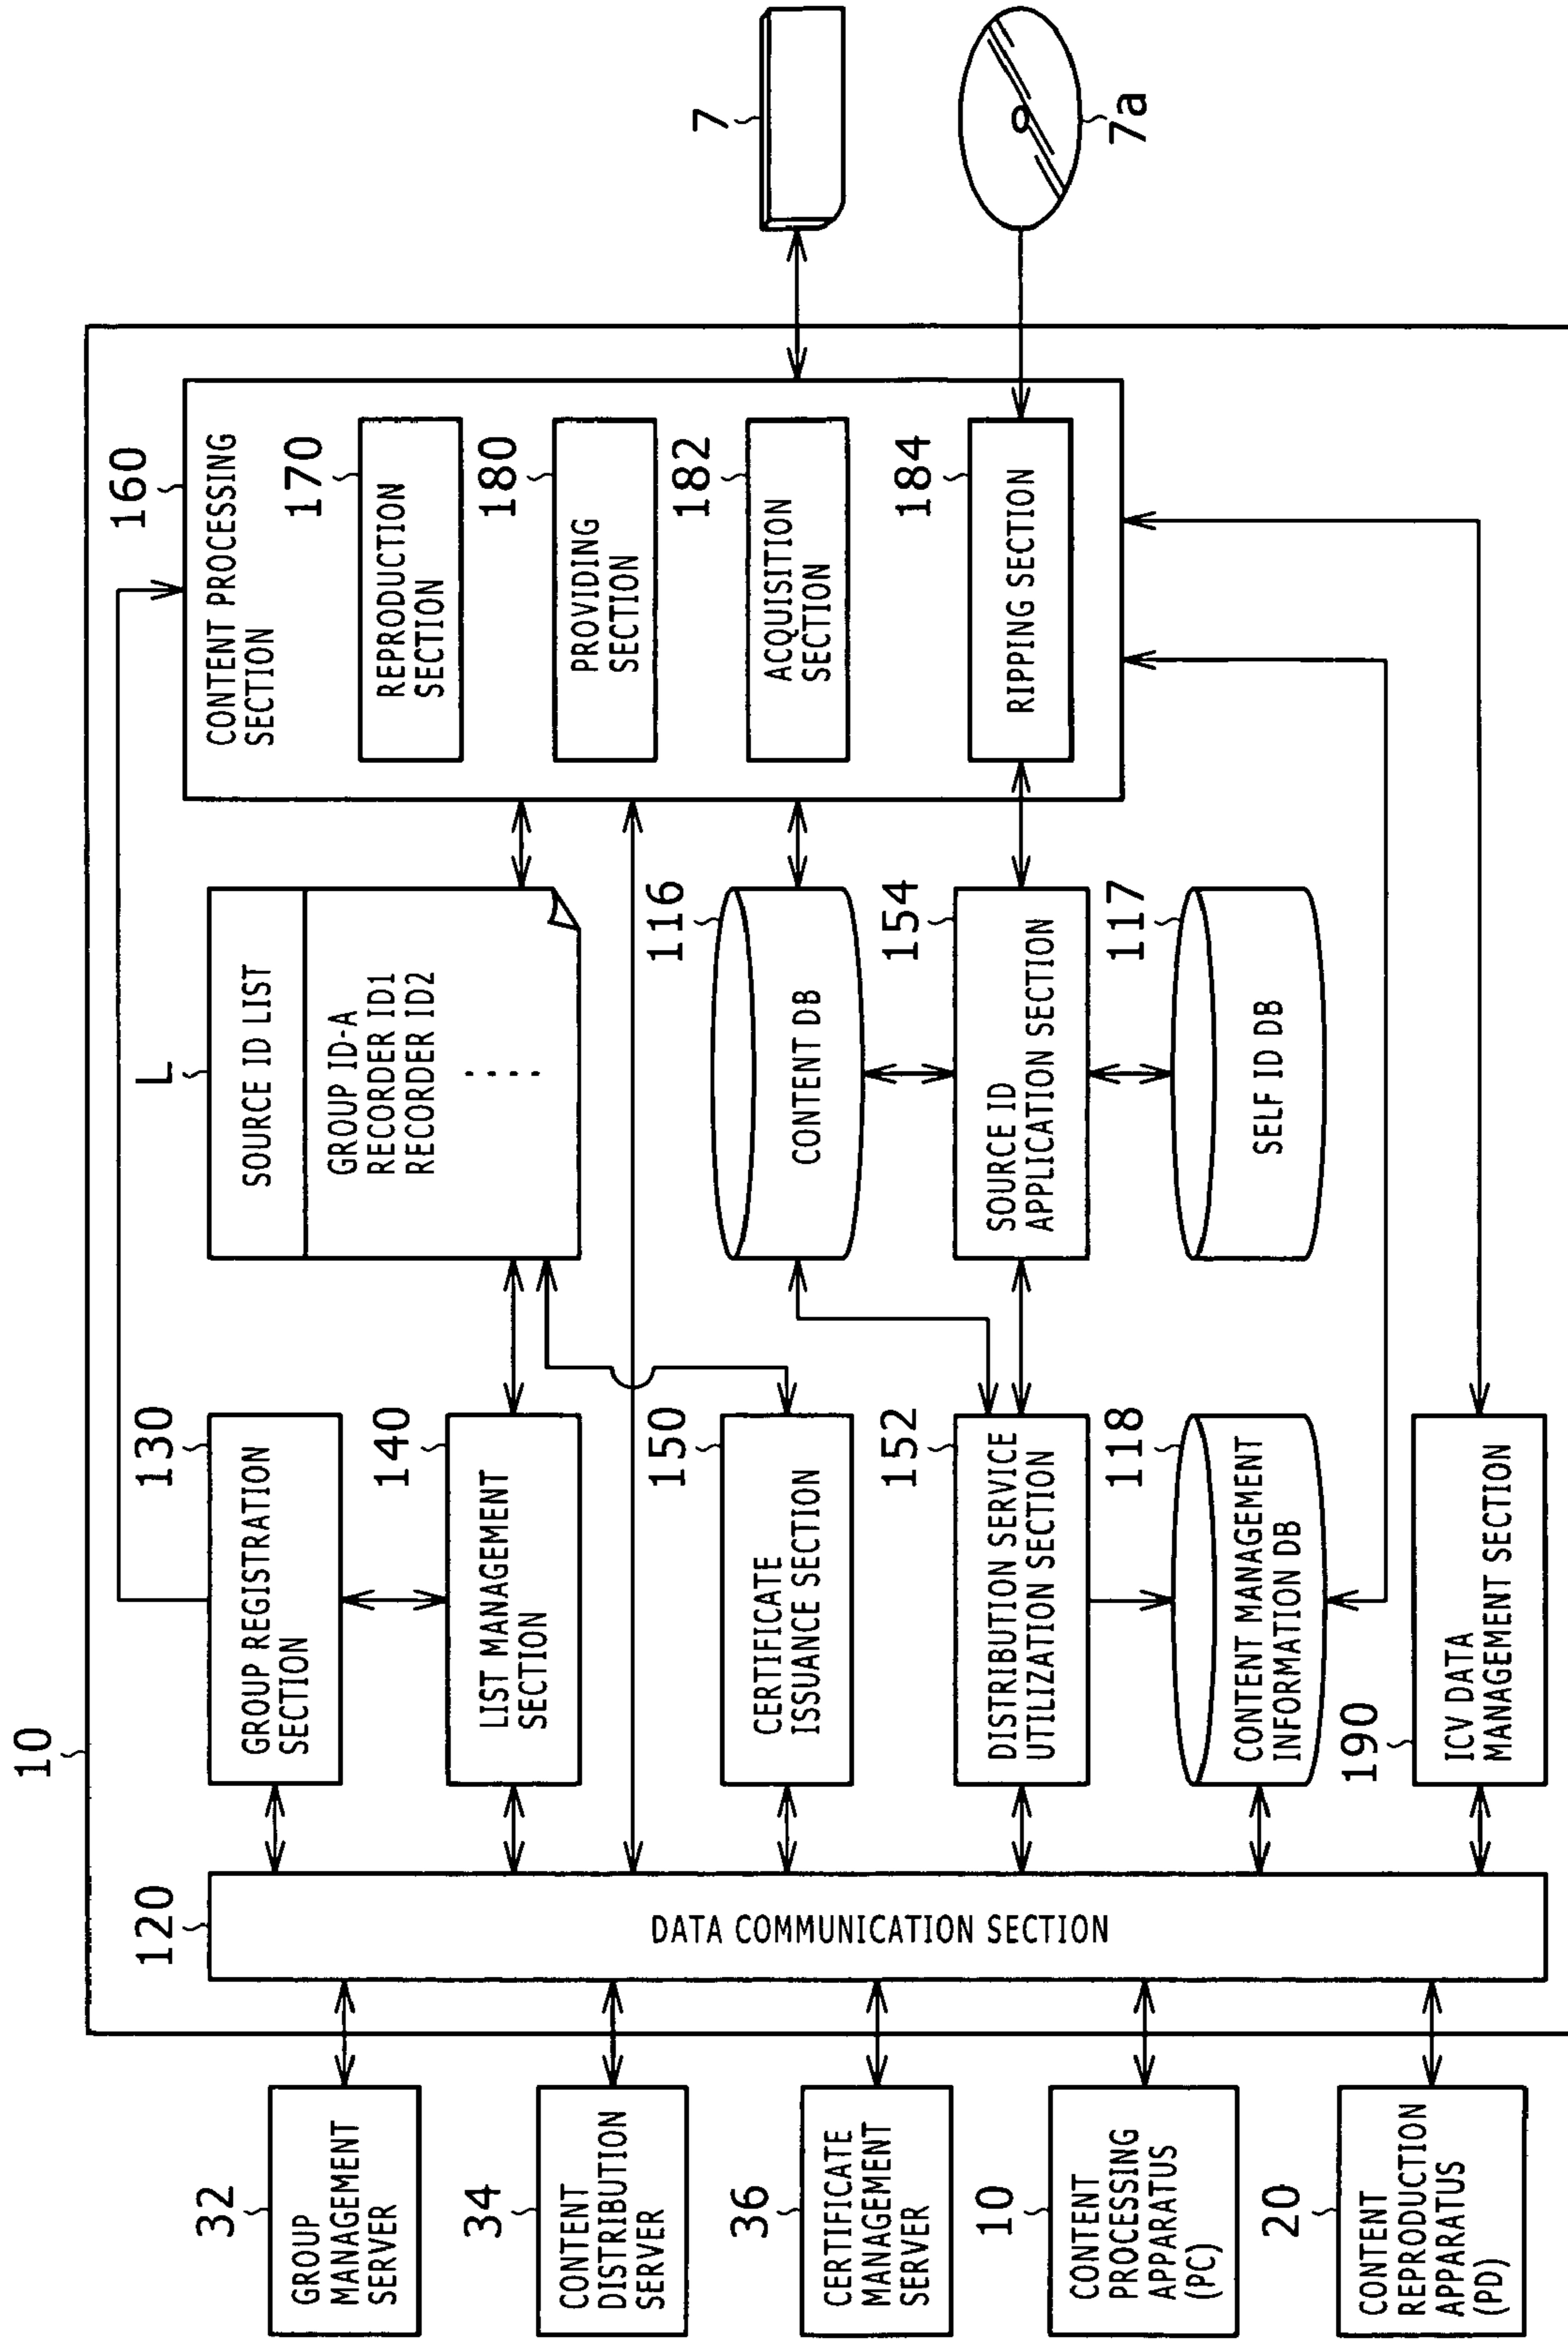 10
32
GROUP
MANAGEMENT
SERVER
34
CONTENT
DISTRIBUTION
SERVER
36
CERTIFICATE
MANAGEMENT
SERVER
10
CONTENT
PROCESSING
APPARATUS
(PC)
20
CONTENT
REPRODUCTION
APPARATUS
(PD)
120
DATA COMMUNICATION SECTION
130
GROUP REGISTRATION
SECTION
140
LIST MANAGEMENT
SECTION
150
CERTIFICATE
ISSUANCE SECTION
152
DISTRIBUTION SERVICE
UTILIZATION SECTION
118
CONTENT MANAGEMENT
INFORMATION DB
190
ICV DATA
MANAGEMENT SECTION
L
SOURCE ID LIST
GROUP ID-A
RECORDER ID1
RECORDER ID2
....
116
CONTENT DB
154
SOURCE ID
APPLICATION SECTION
117
SELF ID DB
160
CONTENT PROCESSING
SECTION
170
REPRODUCTION
SECTION
180
PROVIDING
SECTION
182
ACQUISITION
SECTION
184
RIPPING SECTION
7
7a